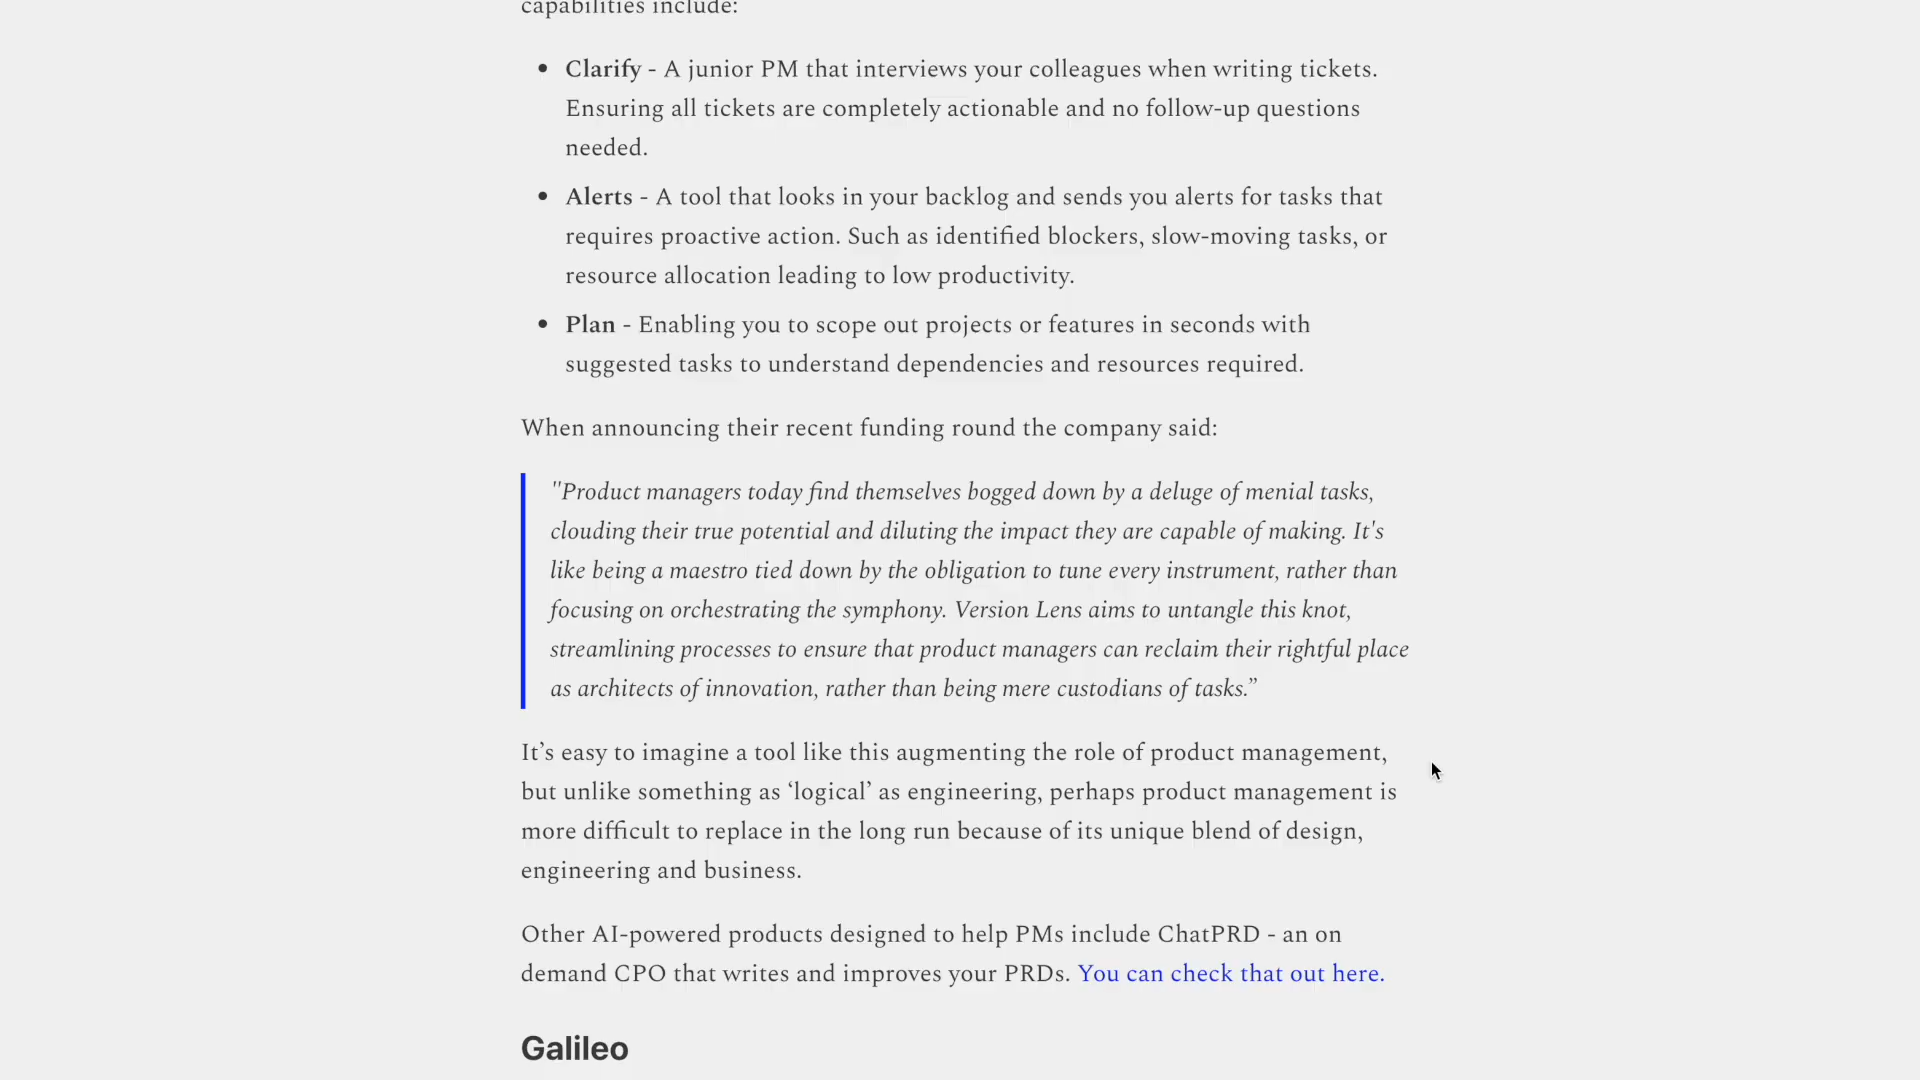 capabilities include:
• Clarify - A junior PM that interviews your colleagues when writing tickets.
Ensuring all tickets are completely actionable and no follow-up questions
needed.
• Alerts - A tool that looks in your backlog and sends you alerts for tasks that
requires proactive action. Such as identified blockers, slow-moving tasks, or
resource allocation leading to low productivity.
• Plan - Enabling you to scope out projects or features in seconds with
suggested tasks to understand dependencies and resources required.
When announcing their recent funding round the company said:
"Product managers today find themselves bogged down by a deluge of menial tasks,
clouding their true potential and diluting the impact they are capable of making. It's
like being a maestro tied down by the obligation to tune every instrument, rather than
focusing on orchestrating the symphony. Version Lens aims to untangle this knot,
streamlining processes to ensure that product managers can reclaim their rightful place
as architects of innovation, rather than being mere custodians of tasks.”
It’s easy to imagine a tool like this augmenting the role of product management,
but unlike something as ‘logical’ as engineering, perhaps product management is
more difficult to replace in the long run because of its unique blend of design,
engineering and business.
Other AI-powered products designed to help PMs include ChatPRD - an on
demand CPO that writes and improves your PRDs. You can check that out here.
Galileo